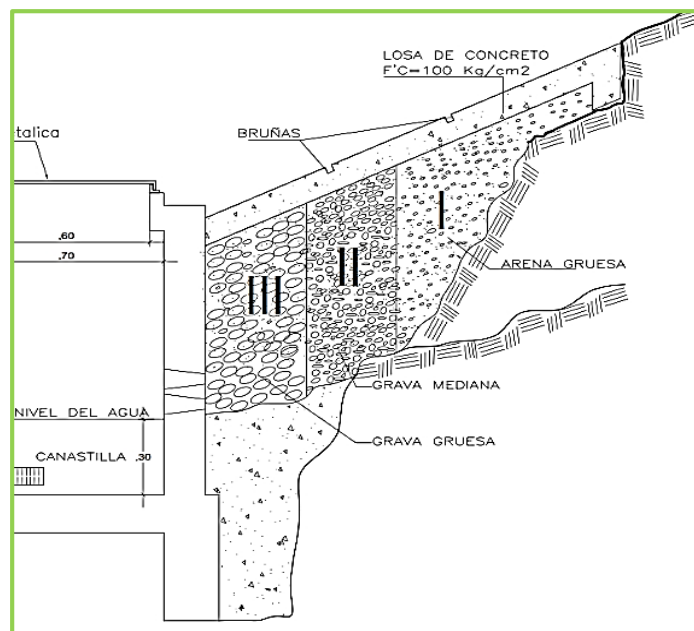 LOSA DE CONCRETO
F'C=100 Kg/cm2
talica
BRUÑAS
I
.60
II
.70
ARENA GRUESA
III
GRAVA MEDIANA
NIVEL DEL AGUA
GRAVA GRUESA
CANASTILLA .30